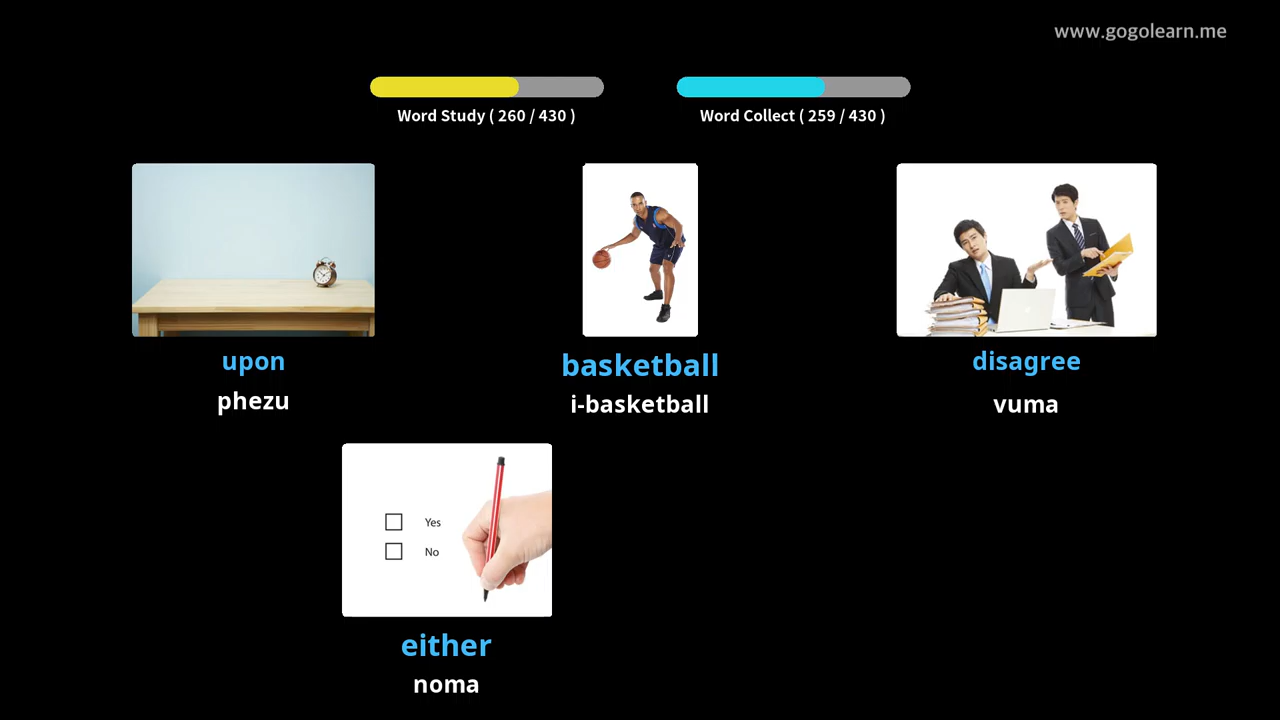 www.gogolearn.me
Word Study ( 260 / 430 )
Word Collect ( 259 / 430 )
upon
phezu
basketball
i-basketball
disagree
vuma
Yes
No
either
noma